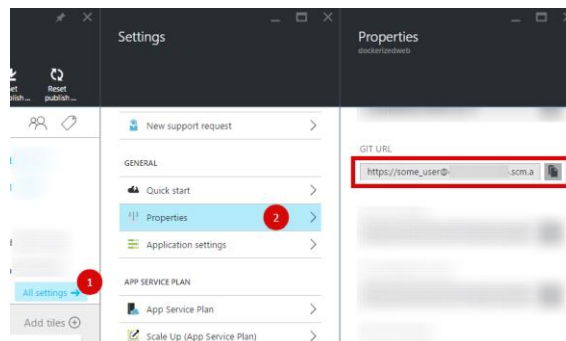 Settings
Properties
dockerizedweb
Reset
publish...
publish...
New support request
GIT URL
https://some_user@
.scm.a
GENERAL
Quick start
Properties
2
Application settings
1
All settings
APP SERVICE PLAN
App Service Plan
Add tiles
Scale Up (App Service Plan)